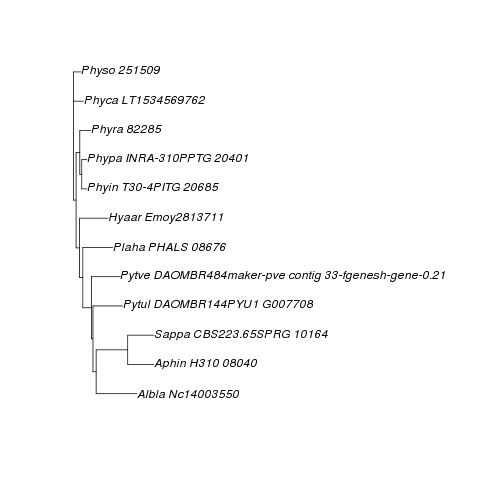 Physo 251509
Phyca LT1534569762
Phyra 82285
Phypa INRA-310PPTG 20401
Phyin T30-4PITG 20685
Hyaar Emoy2813711
Plaha PHALS 08676
Pytve DAOMBR484maker-pve contig 33-fgenesh-gene-0.21
Pytul DAOMBR144PYU1 G007708
Sappa CBS223.65SPRG 10164
Aphin H310 08040
Albla Nc14003550